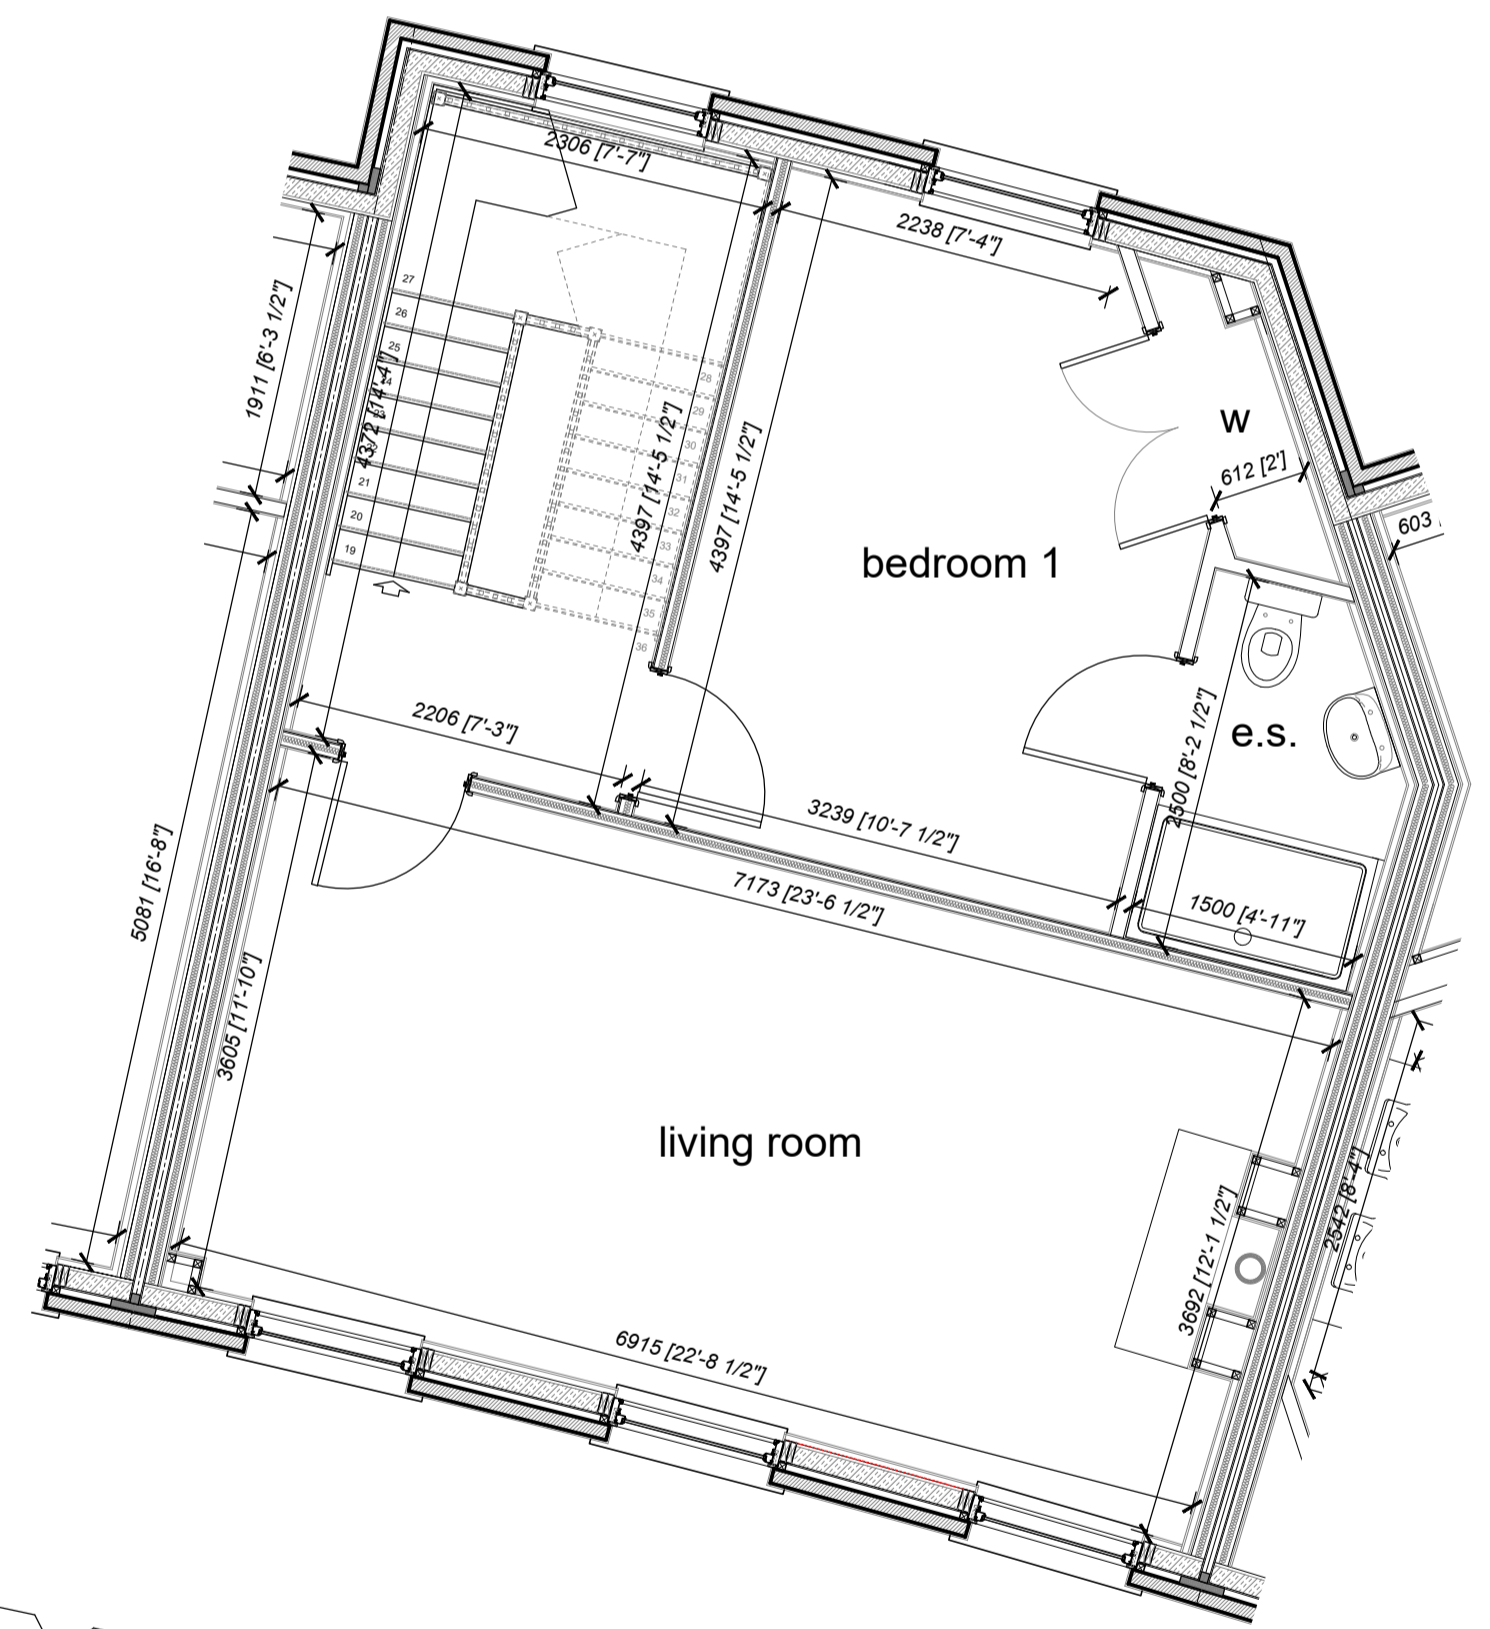 2306 [7'-7"]
2238 [7'-4"]
27
26
25
21
20
19
28
29
30
31
32
33
34
35
36
1911 [6'-3 1/2"]
4372 [14'-4"]
4397 [14'-5 1/2"]
4397 [14'-5 1/2"]
w
612 [2']
603
bedroom 1
2206 [7'-3"]
e.s.
2500 [8'-2 1/2"]
3239 [10'-7 1/2"]
7173 [23'-6 1/2"]
1500 [4'-11"]
5081 [16'-8"]
3605 [11'-10"]
living room
2542 [8'-4"]
3692 [12'-1 1/2"]
6915 [22'-8 1/2"]